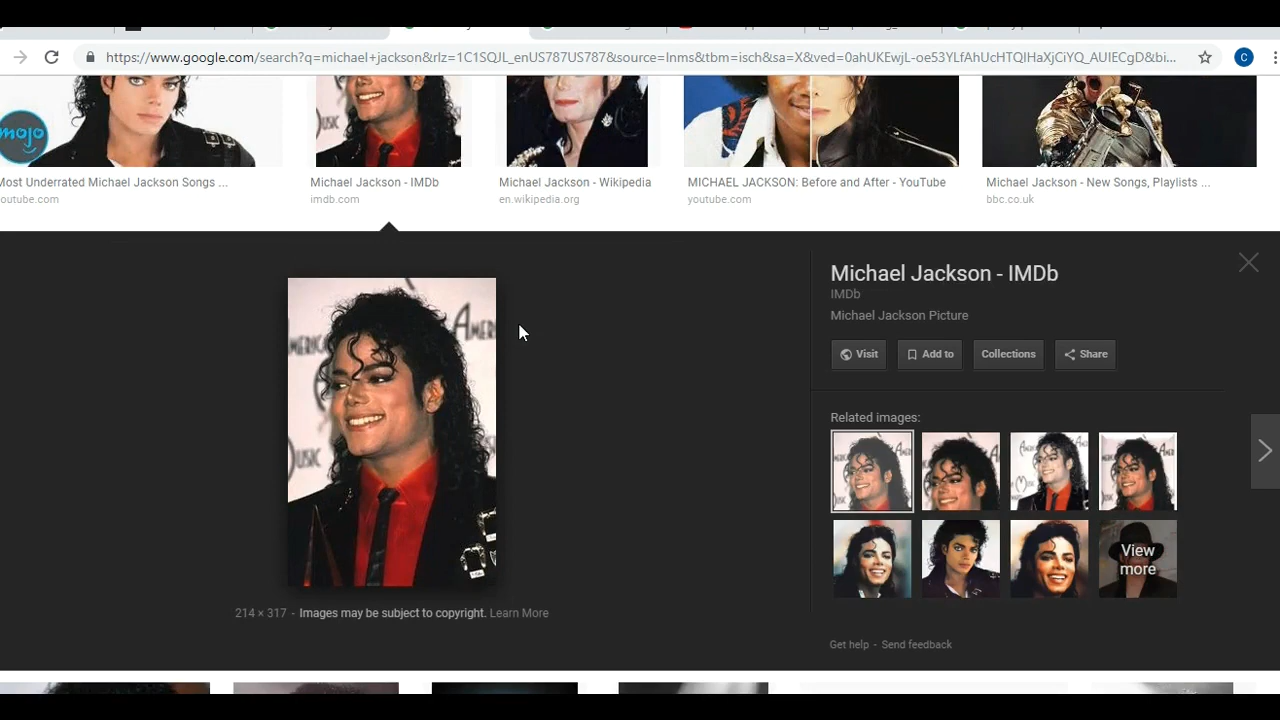 https://www.google.com/search?q=michael+jackson&rlz=1C1SQJL_enUS787US787&source=lnms&tbm=isch&sa=X&ved=0ahUKEwjL-oe53YLfAhUcHTQIHaXjCiYQ_AUIECgD&bi...
C
mojo
USIC
Most Underrated Michael Jackson Songs ...
outube.com
Michael Jackson - IMDb
imdb.com
Michael Jackson - Wikipedia
en.wikipedia.org
MICHAEL JACKSON: Before and After - YouTube
youtube.com
Michael Jackson - New Songs, Playlists ...
bbc.co.uk
Michael Jackson - IMDb
IMDb
Michael Jackson Picture
Visit
Add to
Collections
Share
Related images:
View
more
AMER
MERIC
USIC
214 × 317 - Images may be subject to copyright. Learn More
Get help - Send feedback